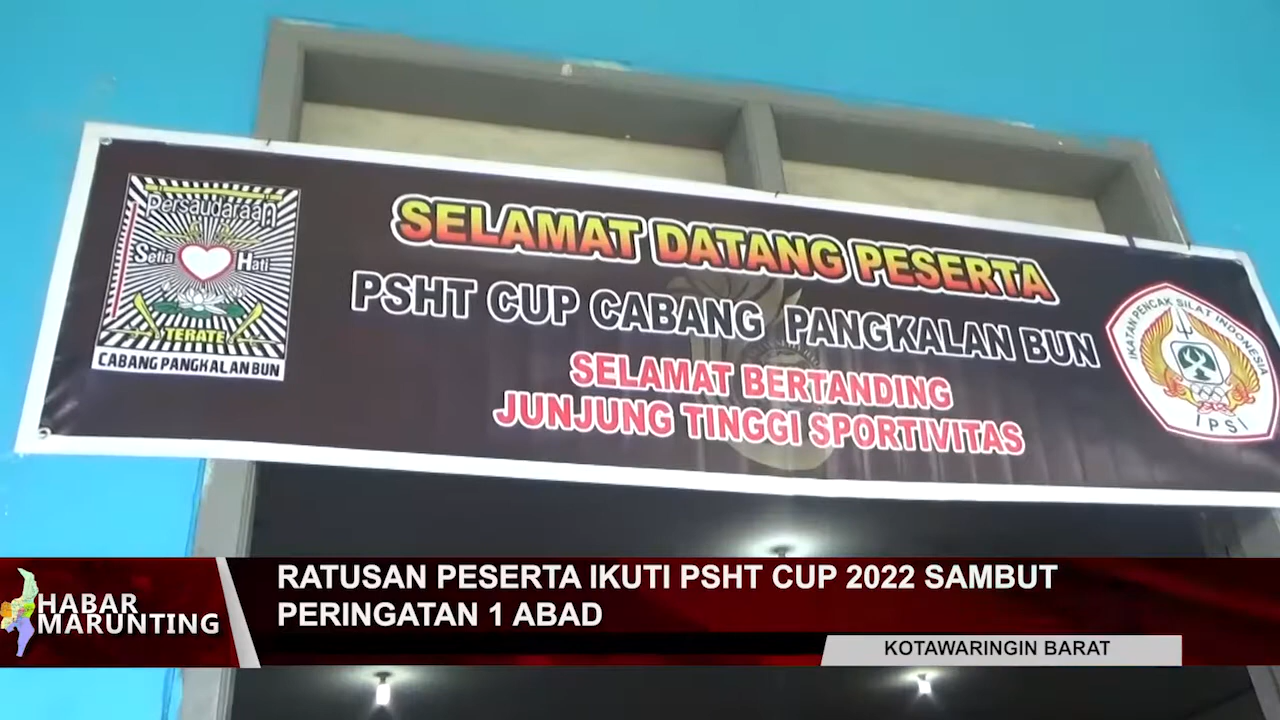 Persaudaraan
Setia Hati
TERATE
CABANG PANGKALAN BUN
SELAMAT DATANG PESERTA
PSHT CUP CABANG PANGKALAN BUN
SELAMAT BERTANDING
JUNJUNG TINGGI SPORTIVITAS
IKATAN PENCAK SILAT INDONESIA
IPSI
HABAR
MARUNTING
RATUSAN PESERTA IKUTI PSHT CUP 2022 SAMBUT
PERINGATAN 1 ABAD
KOTAWARINGIN BARAT